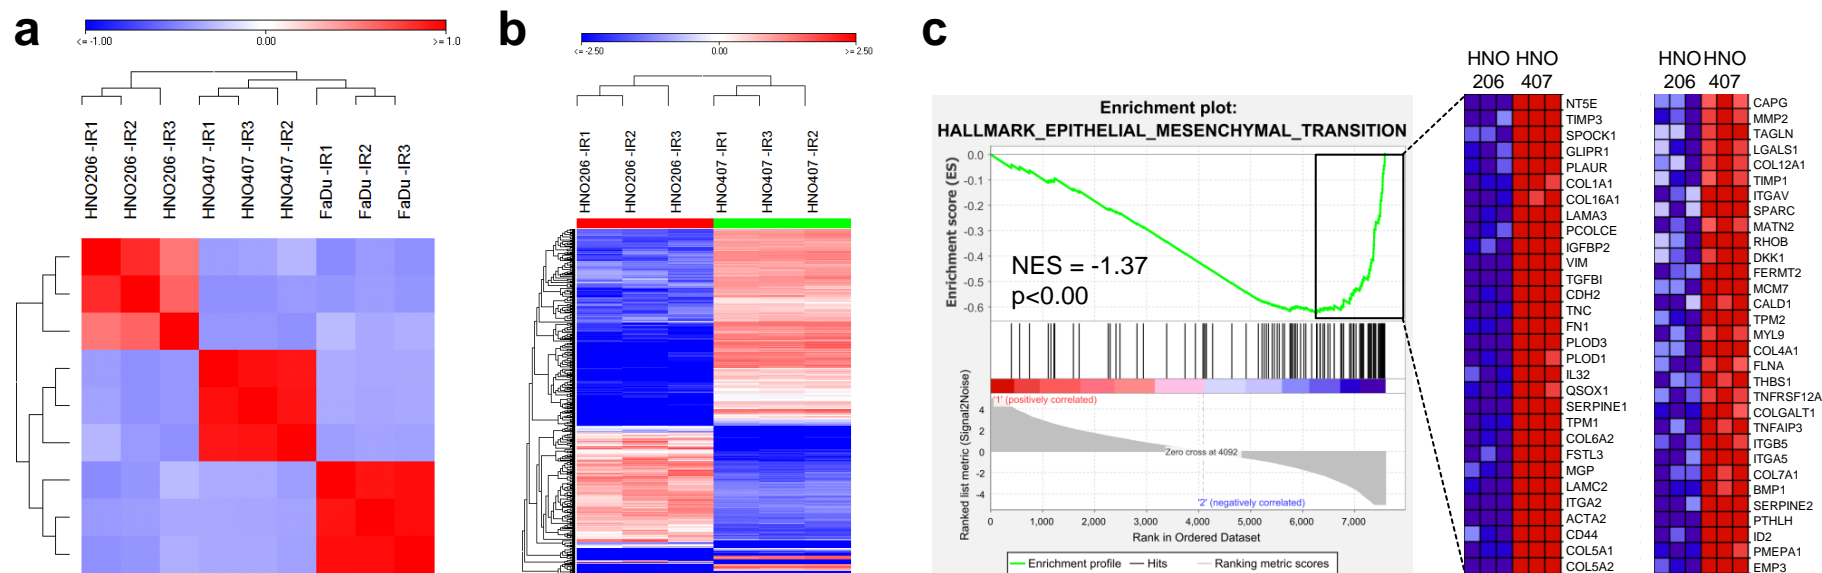 a
<= -1.00
0.00
>= 1.0
HNO206 -IR1
HNO206 -IR2
HNO206 -IR3
HNO407 -IR1
HNO407 -IR3
HNO407 -IR2
FaDu -IR1
FaDu -IR2
FaDu -IR3
b
<= -2.50
0.00
>= 2.50
HNO206 -IR1
HNO206 -IR2
HNO206 -IR3
HNO407 -IR1
HNO407 -IR3
HNO407 -IR2
c
Enrichment plot:
HALLMARK_EPITHELIAL_MESENCHYMAL_TRANSITION
Enrichment score (ES)
0.0
-0.1
-0.2
-0.3
-0.4
-0.5
-0.6
NES = -1.37
p<0.00
Ranked list metric (Signal2Noise)
'1' (positively correlated)
4
2
0
-2
-4
Zero cross at 4092
'2' (negatively correlated)
0 1,000 2,000 3,000 4,000 5,000 6,000 7,000
Rank in Ordered Dataset
Enrichment profile Hits Ranking metric scores
HNO HNO
206 407
NT5E
TIMP3
SPOCK1
GLIPR1
PLAUR
COL1A1
COL16A1
LAMA3
PCOLCE
IGFBP2
VIM
TGFBI
CDH2
TNC
FN1
PLOD3
PLOD1
IL32
QSOX1
SERPINE1
TPM1
COL6A2
FSTL3
MGP
LAMC2
ITGA2
ACTA2
CD44
COL5A1
COL5A2
HNO HNO
206 407
CAPG
MMP2
TAGLN
LGALS1
COL12A1
TIMP1
ITGAV
SPARC
MATN2
RHOB
DKK1
FERMT2
MCM7
CALD1
TPM2
MYL9
COL4A1
FLNA
THBS1
TNFRSF12A
COLGALT1
TNFAIP3
ITGB5
ITGA5
COL7A1
BMP1
SERPINE2
PTHLH
ID2
PMEPA1
EMP3